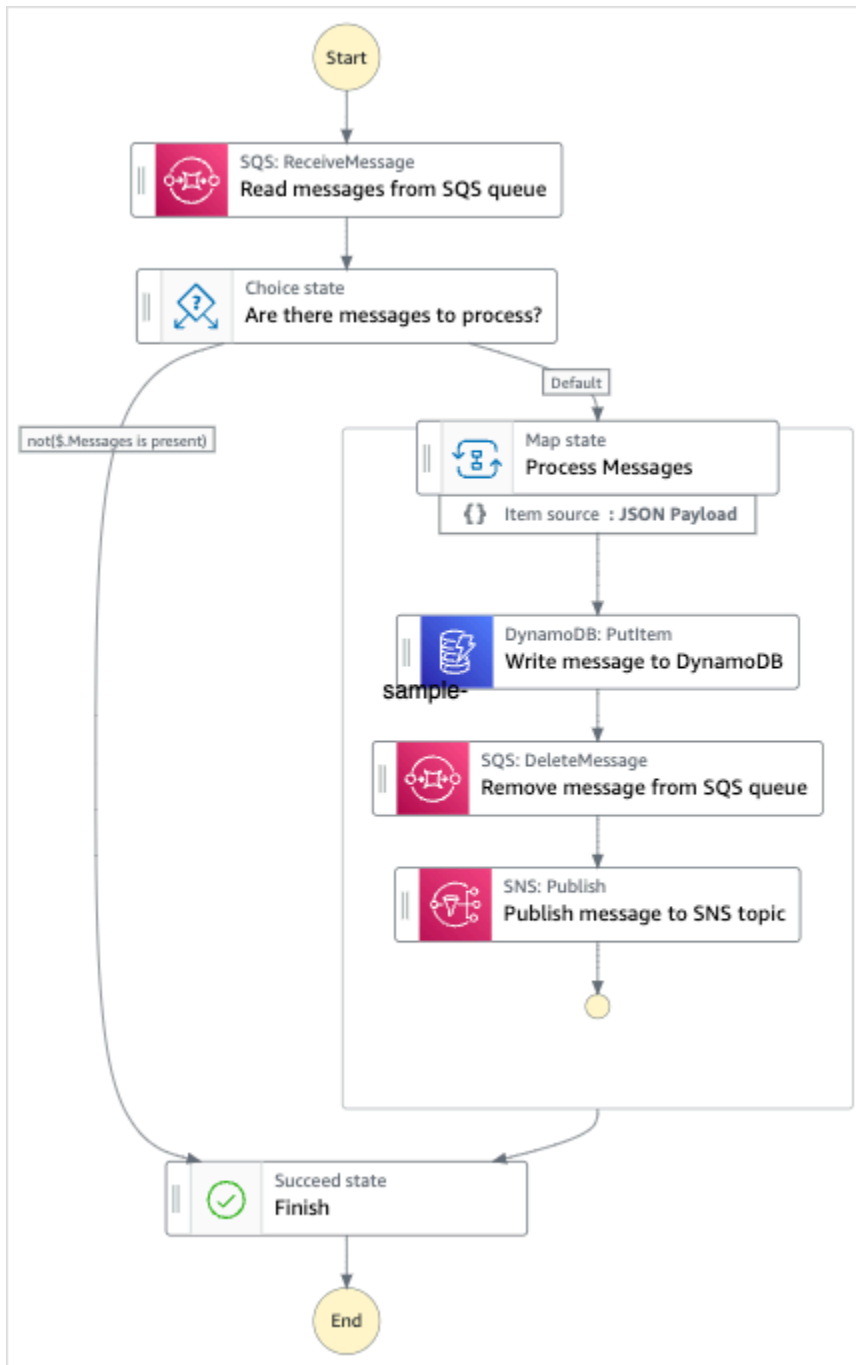 Start
SQS: ReceiveMessage
Read messages from SQS queue
Choice state
Are there messages to process?
Default
not($.Messages is present)
Map state
Process Messages
{} Item source : JSON Payload
DynamoDB: PutItem
Write message to DynamoDB
sample-
SQS: DeleteMessage
Remove message from SQS queue
SNS: Publish
Publish message to SNS topic
Succeed state
Finish
End